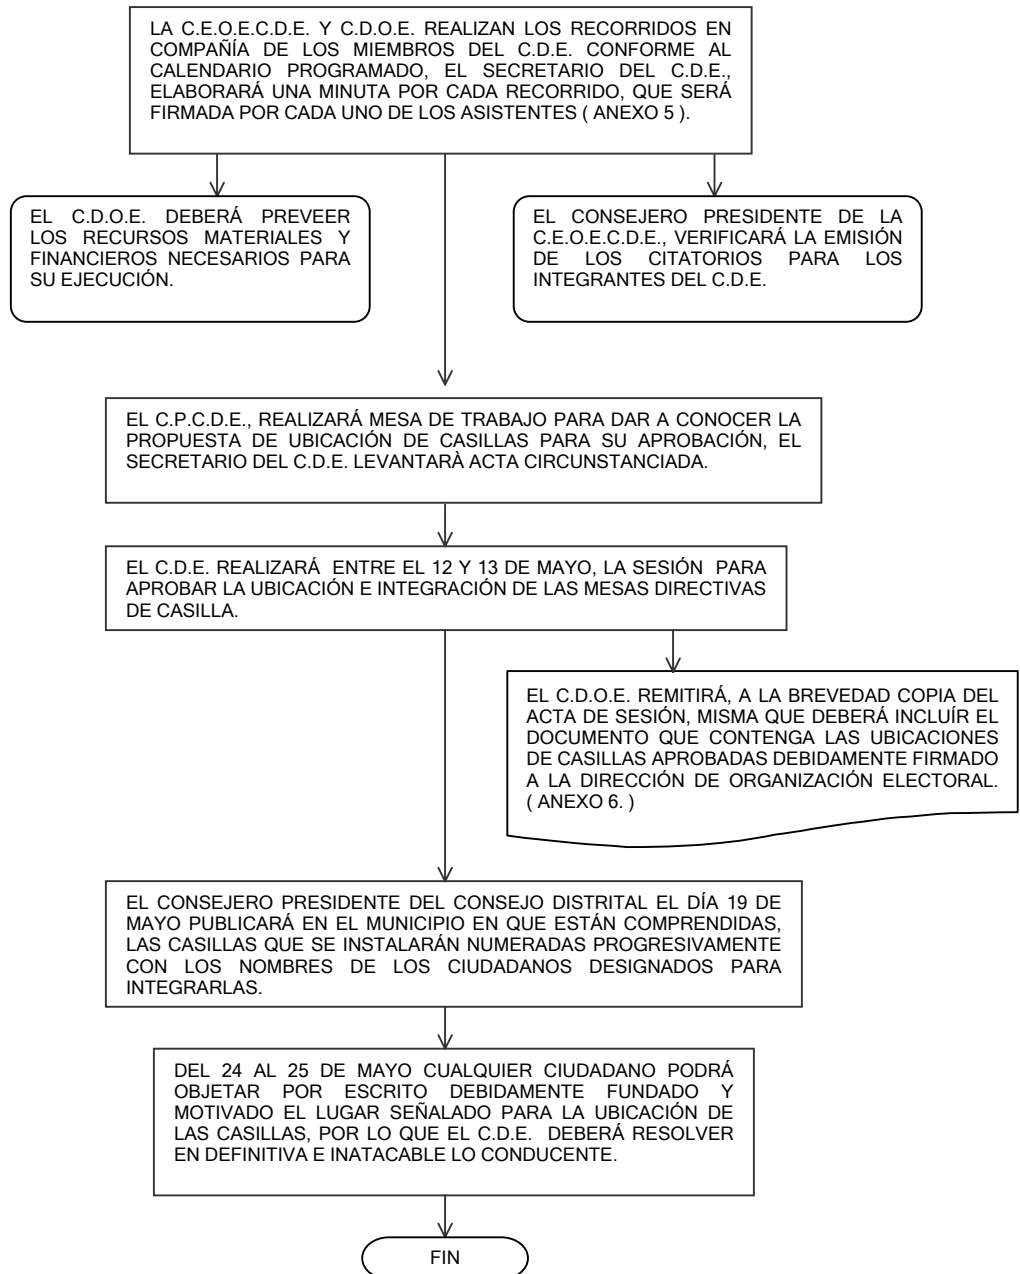 LA C.E.O.E.C.D.E. Y C.D.O.E. REALIZAN LOS RECORRIDOS EN
COMPAÑÍA DE LOS MIEMBROS DEL C.D.E. CONFORME AL
CALENDARIO PROGRAMADO, EL SECRETARIO DEL C.D.E.,
ELABORARÁ UNA MINUTA POR CADA RECORRIDO, QUE SERÁ
FIRMADA POR CADA UNO DE LOS ASISTENTES ( ANEXO 5 ).
EL C.D.O.E. DEBERÁ PREVEER
LOS RECURSOS MATERIALES Y
FINANCIEROS NECESARIOS PARA
SU EJECUCIÓN.
EL CONSEJERO PRESIDENTE DE LA
C.E.O.E.C.D.E., VERIFICARÁ LA EMISIÓN
DE LOS CITATORIOS PARA LOS
INTEGRANTES DEL C.D.E.
EL C.P.C.D.E., REALIZARÁ MESA DE TRABAJO PARA DAR A CONOCER LA
PROPUESTA DE UBICACIÓN DE CASILLAS PARA SU APROBACIÓN, EL
SECRETARIO DEL C.D.E. LEVANTARÀ ACTA CIRCUNSTANCIADA.
EL C.D.E. REALIZARÁ ENTRE EL 12 Y 13 DE MAYO, LA SESIÓN PARA
APROBAR LA UBICACIÓN E INTEGRACIÓN DE LAS MESAS DIRECTIVAS
DE CASILLA.
EL C.D.O.E. REMITIRÁ, A LA BREVEDAD COPIA DEL
ACTA DE SESIÓN, MISMA QUE DEBERÁ INCLUÍR EL
DOCUMENTO QUE CONTENGA LAS UBICACIONES
DE CASILLAS APROBADAS DEBIDAMENTE FIRMADO
A LA DIRECCIÓN DE ORGANIZACIÓN ELECTORAL.
( ANEXO 6. )
EL CONSEJERO PRESIDENTE DEL CONSEJO DISTRITAL EL DÍA 19 DE
MAYO PUBLICARÁ EN EL MUNICIPIO EN QUE ESTÁN COMPRENDIDAS,
LAS CASILLAS QUE SE INSTALARÁN NUMERADAS PROGRESIVAMENTE
CON LOS NOMBRES DE LOS CIUDADANOS DESIGNADOS PARA
INTEGRARLAS.
DEL 24 AL 25 DE MAYO CUALQUIER CIUDADANO PODRÁ
OBJETAR POR ESCRITO DEBIDAMENTE FUNDADO Y
MOTIVADO EL LUGAR SEÑALADO PARA LA UBICACIÓN DE
LAS CASILLAS, POR LO QUE EL C.D.E. DEBERÁ RESOLVER
EN DEFINITIVA E INATACABLE LO CONDUCENTE.
FIN